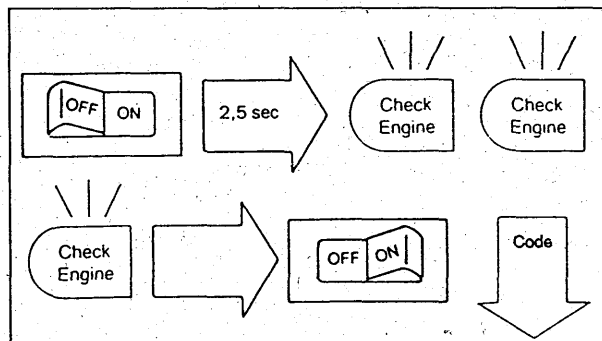 OFF ON
2,5 sec
Check
Engine
Check
Engine
Check
Engine
OFF ON
Code